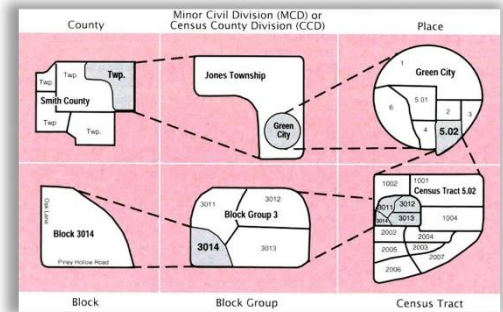 County
Minor Civil Division (MCD) or
Census County Division (CCD)
Place
Twp.
Twp.
Twp.
Smith County
Twp.
Twp.
Jones Township
Green
City
1
Green City
6
5.01
2
3
4
5.02
Oak Lane
Block 3014
Piney Hollow Road
3011
3012
Block Group 3
3014
3013
1002
1001
Census Tract 5.02
3011
3012
3014
3013
1004
2002
2004
2005
2003
2007
2006
Block
Block Group
Census Tract